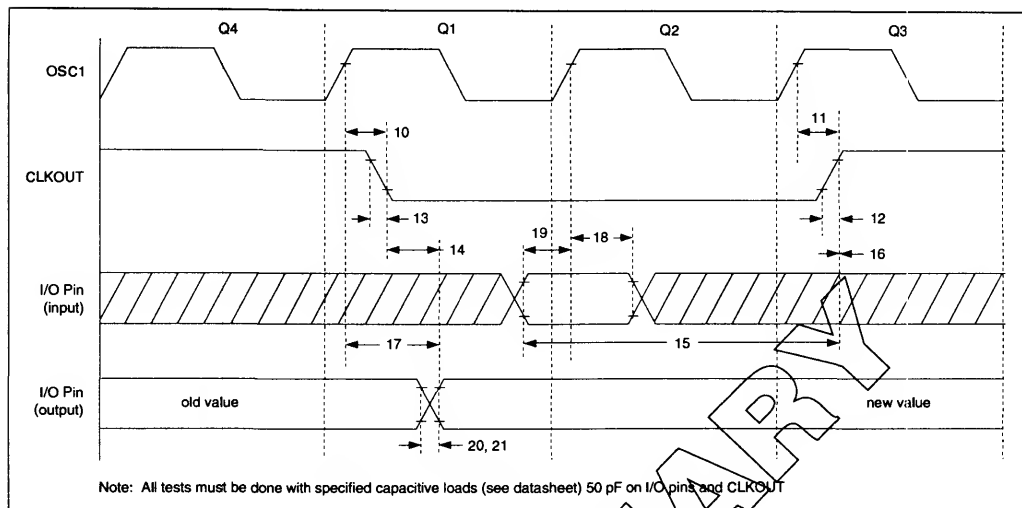 Q4 Q1 Q2 Q3
OSC1
10 11
CLKOUT
13 12
14 19 18 16
I/O Pin
(input)
17 15
I/O Pin
(output)
old value new value
20, 21
Note: All tests must be done with specified capacitive loads (see datasheet) 50 pF on I/O pins and CLKOUT
ARY